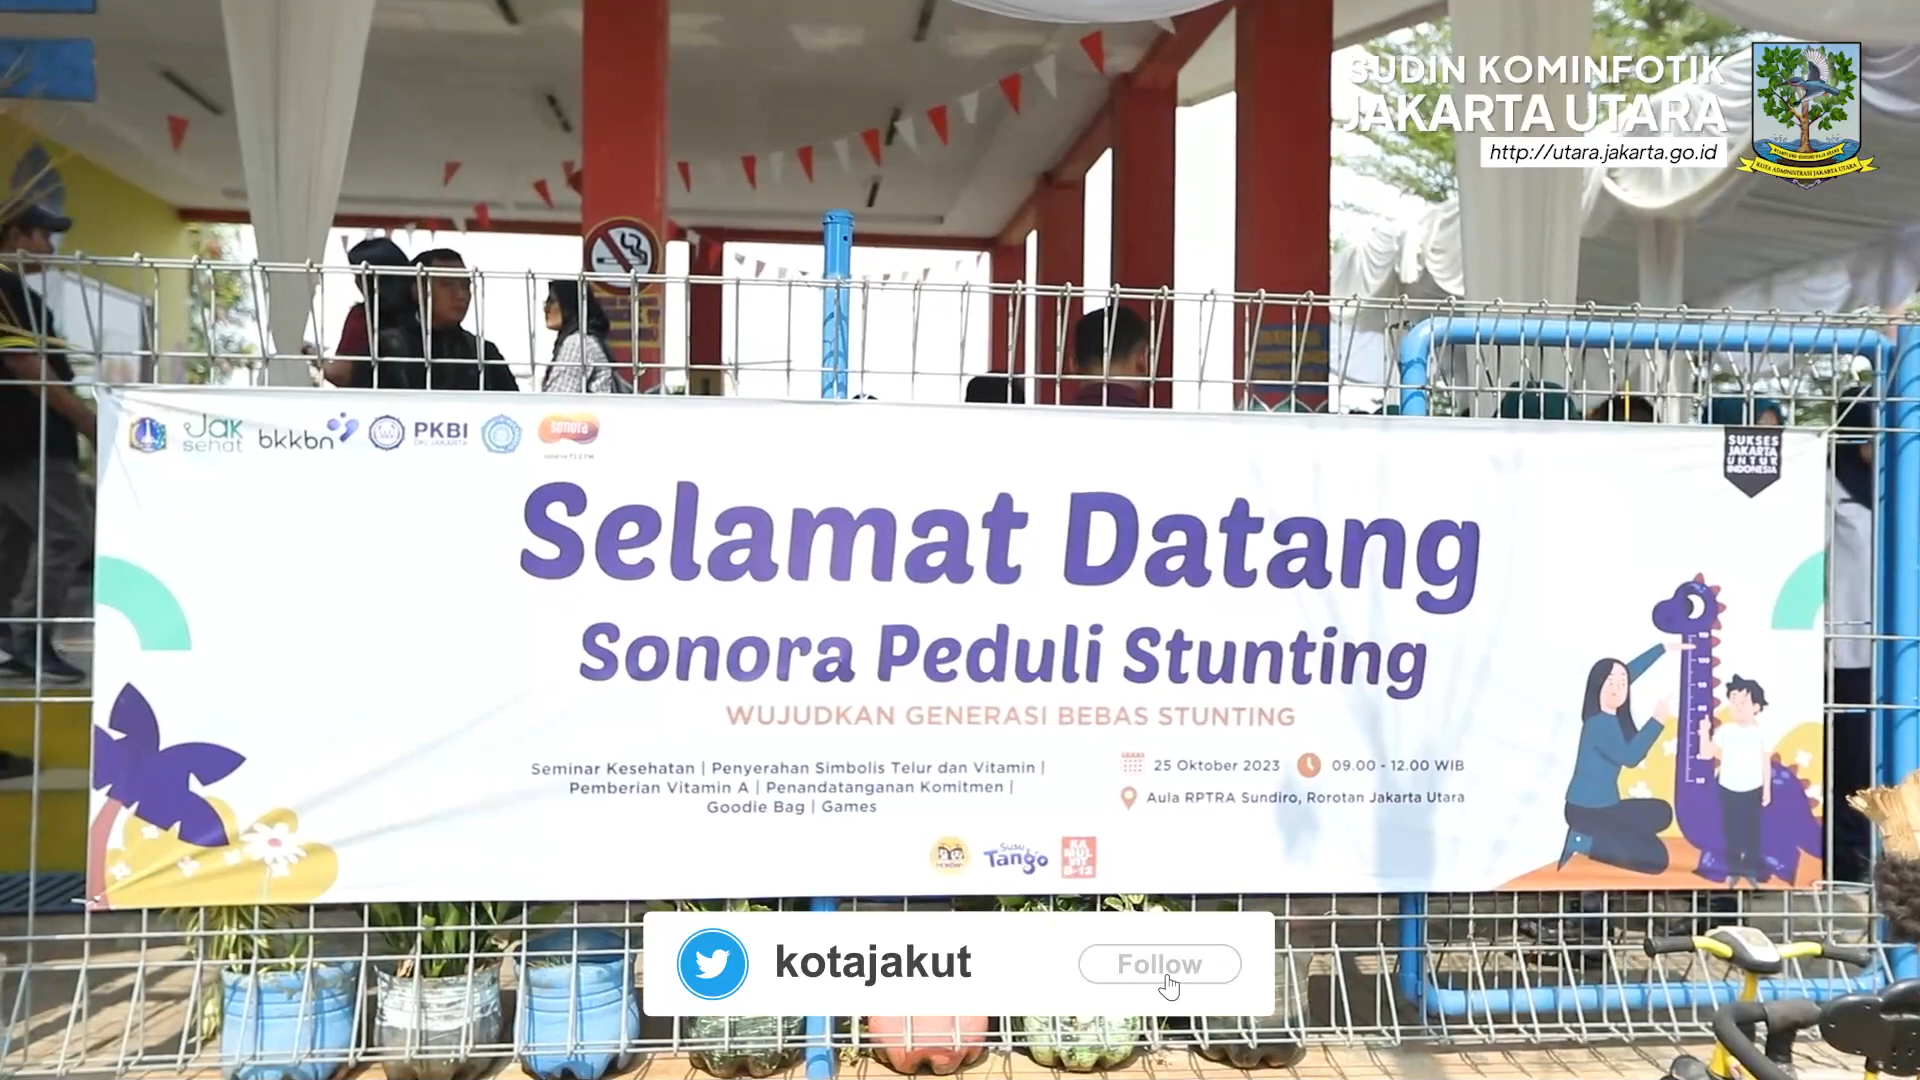 SUDIN KOMINFOTIK
JAKARTA UTARA
http://utara.jakarta.go.id
KOTA ADMINISTRASI JAKARTA UTARA
Jak
sehat
bkkbn
PKBI
DKI JAKARTA
sonora
SUKSES
JAKARTA
UNTUK
INDONESIA
Selamat Datang
Sonora Peduli Stunting
WUJUDKAN GENERASI BEBAS STUNTING
Seminar Kesehatan | Penyerahan Simbolis Telur dan Vitamin |
Pemberian Vitamin A | Penandatanganan Komitmen |
Goodie Bag | Games
25 Oktober 2023
09.00 - 12.00 WIB
Aula RPTRA Sundiro, Rorotan Jakarta Utara
Susu
Tango
kotajakut
Follow